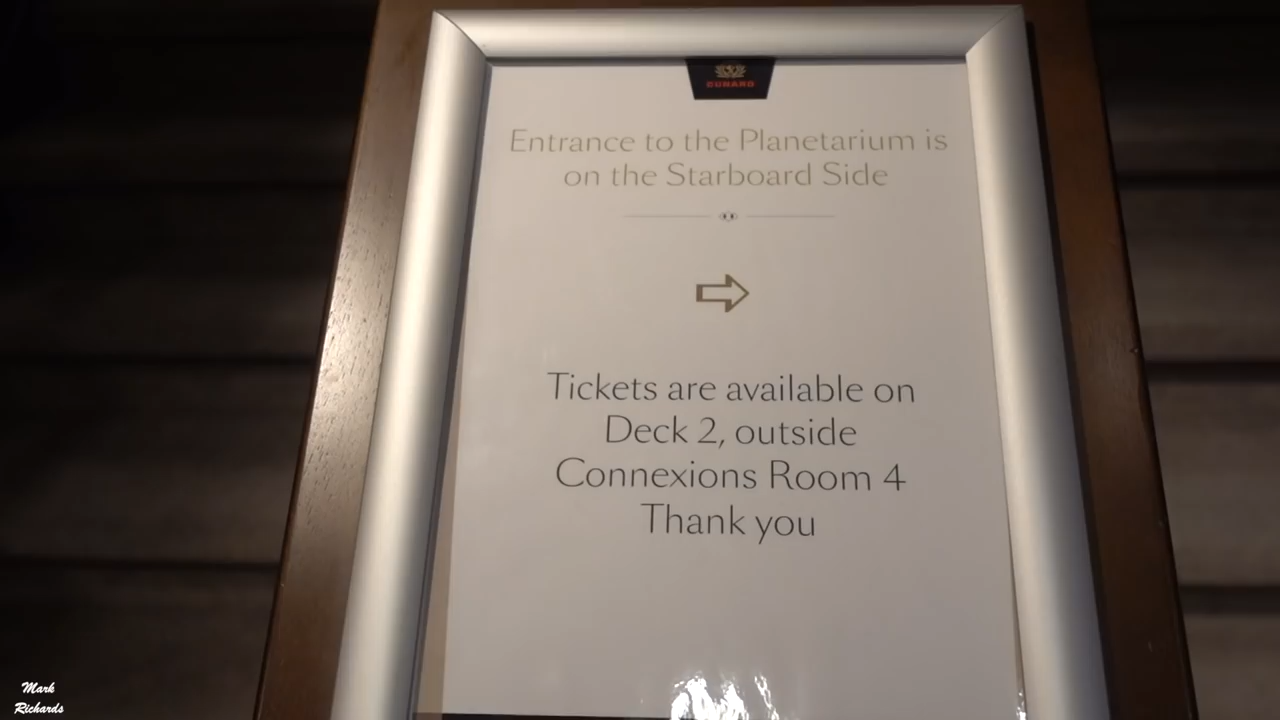 CUNARD
Entrance to the Planetarium is
on the Starboard Side
Tickets are available on
Deck 2, outside
Connexions Room 4
Thank you
Mark
Richards